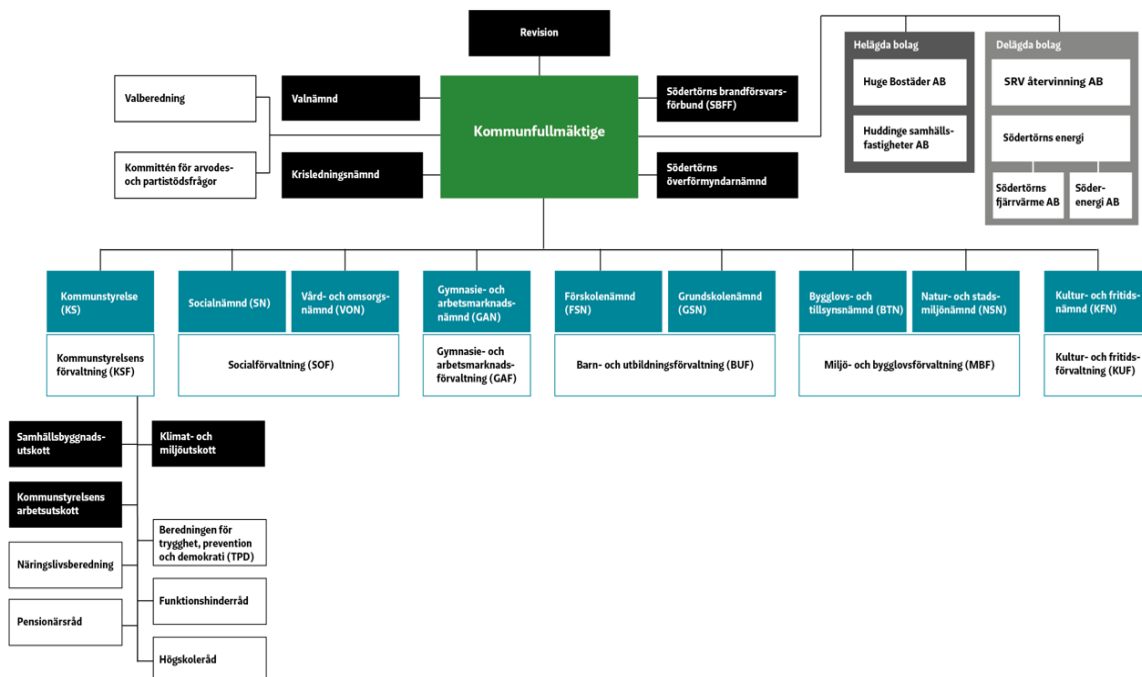 Revision
Helägda bolag
Delägda bolag
Huge Bostäder AB
SRV återvinning AB
Valberedning
Valnämnd
Södertörns brandförsvars-
förbund (SBFF)
Kommunfullmäktige
Huddinge samhälls-
fastigheter AB
Södertörns energi
Kommittén för arvodes-
och partistödsfrågor
Krisledningsnämnd
Södertörns
överförmyndarnämnd
Södertörns
fjärrvärme AB
Söder-
energi AB
Kommunstyrelse
(KS)
Socialnämnd (SN)
Vård- och omsorgs-
nämnd (VON)
Gymnasie- och
arbetsmarknads-
nämnd (GAN)
Förskolenämnd
(FSN)
Grundskolenämnd
(GSN)
Bygglovs- och
tillsynsnämnd (BTN)
Natur- och stads-
miljönämnd (NSN)
Kultur- och fritids-
nämnd (KFN)
Kommunstyrelsens
förvaltning (KSF)
Socialförvaltning (SOF)
Gymnasie- och
arbetsmarknads-
förvaltning (GAF)
Barn- och utbildningsförvaltning (BUF)
Miljö- och bygglovsförvaltning (MBF)
Kultur- och fritids-
förvaltning (KUF)
Samhällsbyggnads-
utskott
Klimat- och
miljöutskott
Kommunstyrelsens
arbetsutskott
Beredningen för
trygghet, prevention
och demokrati (TPD)
Näringslivsberedning
Funktionshinderråd
Pensionärsråd
Högskoleråd